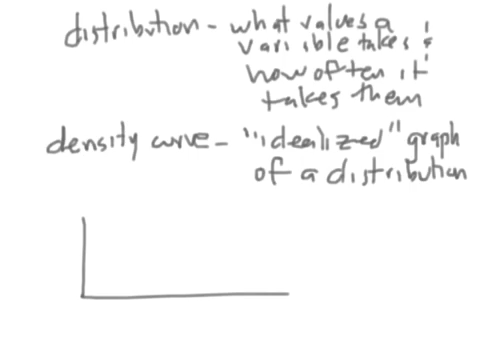 distribution - what values a
variable takes &
how often it
takes them
density curve - "idealized" graph
of a distribution